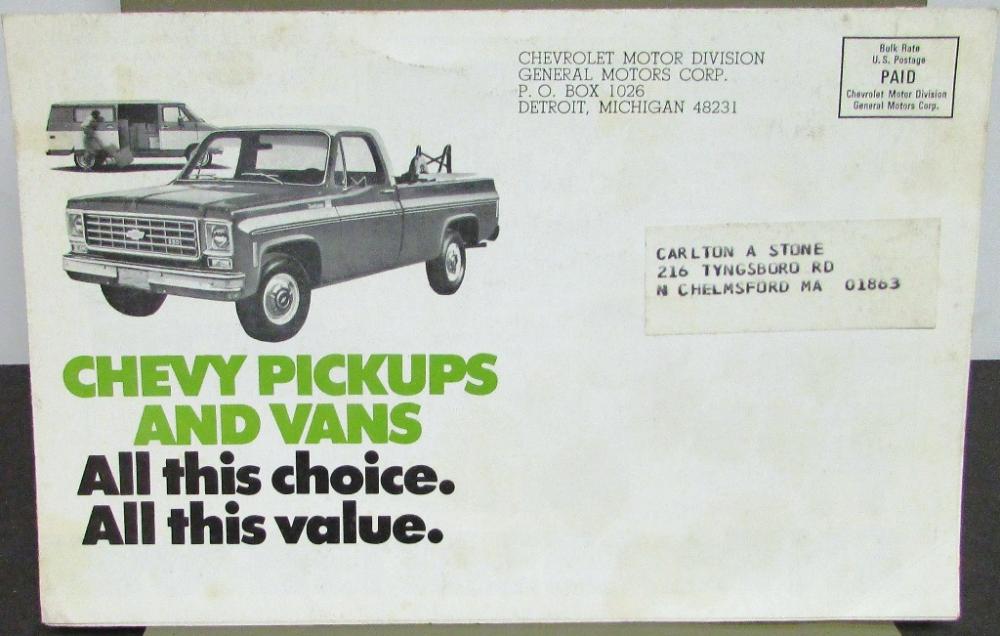 CHEVROLET MOTOR DIVISION
GENERAL MOTORS CORP.
P. O. BOX 1026
DETROIT, MICHIGAN 48231
Bulk Rate
U.S. Postage
PAID
Chevrolet Motor Division
General Motors Corp.
CARLTON A STONE
216 TYNGSBORO RD
N CHELMSFORD MA 01863
CHEVY PICKUPS
AND VANS
All this choice.
All this value.